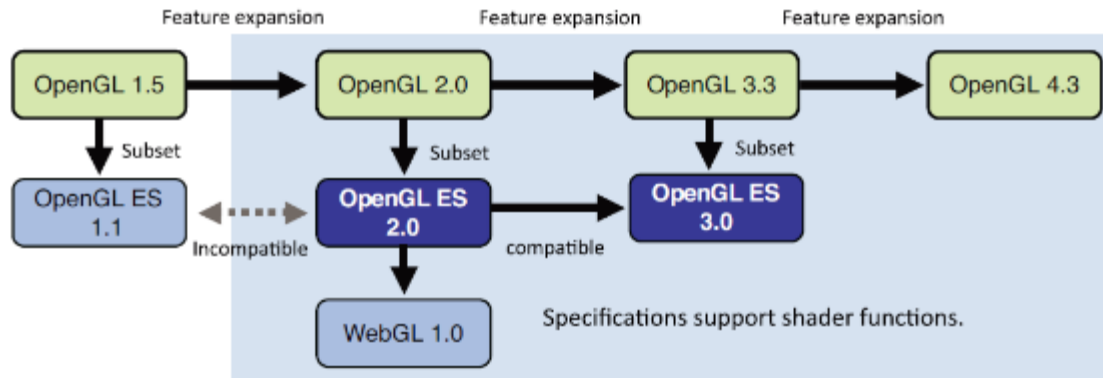 Feature expansion Feature expansion Feature expansion
OpenGL 1.5 OpenGL 2.0 OpenGL 3.3 OpenGL 4.3
Subset Subset Subset
OpenGL ES
1.1
Incompatible
OpenGL ES
2.0
compatible
OpenGL ES
3.0
WebGL 1.0
Specifications support shader functions.